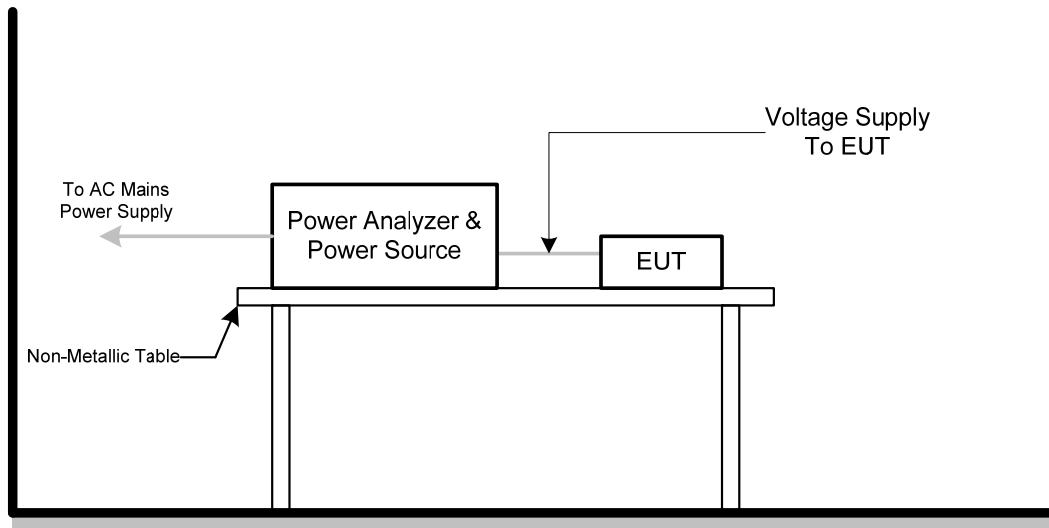 Voltage Supply
To EUT
To AC Mains
Power Supply
Power Analyzer &
Power Source
EUT
Non-Metallic Table